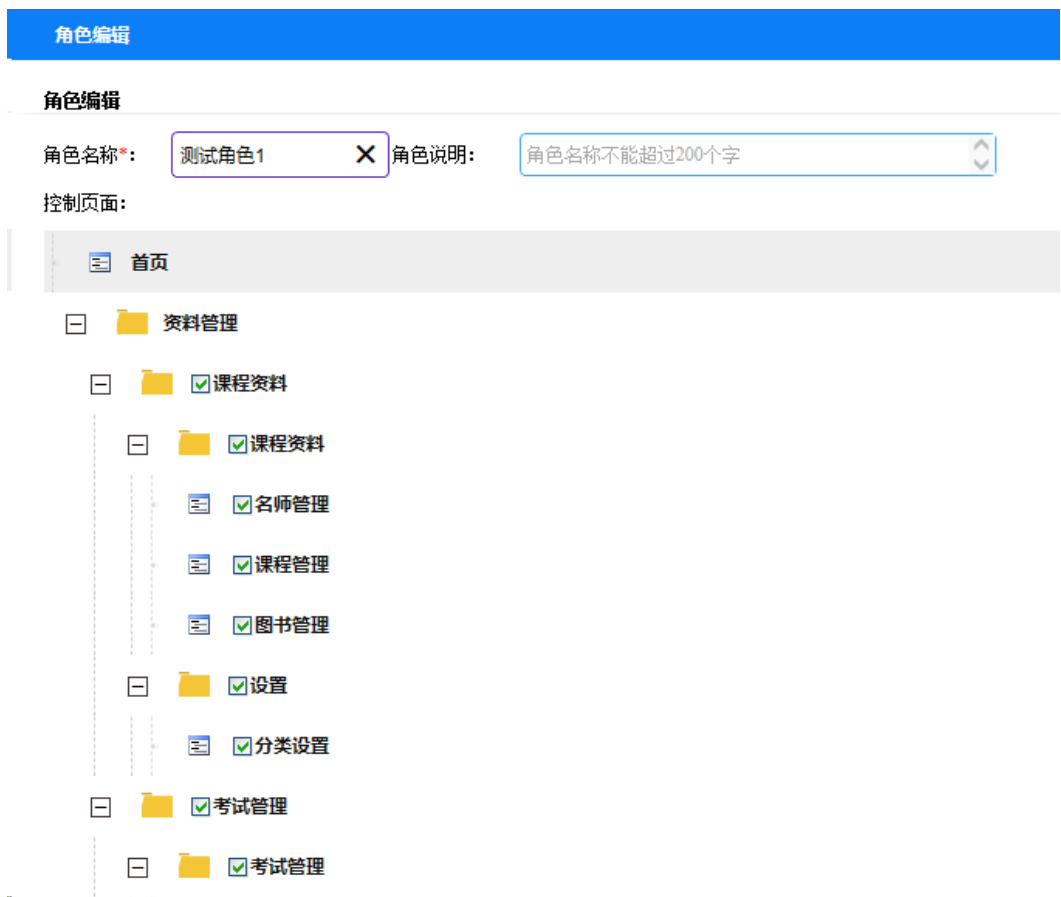 角色编辑
角色编辑
角色名称*： 测试角色1 角色说明： 角色名称不能超过200个字
控制页面：
首页
资料管理
课程资料
课程资料
名师管理
课程管理
图书管理
设置
分类设置
考试管理
考试管理